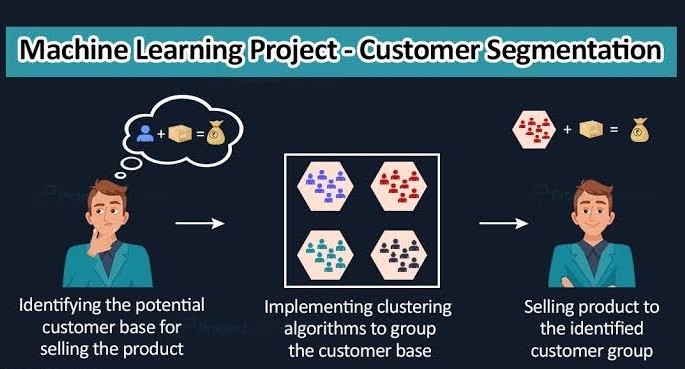 Machine Learning Project - Customer Segmentation
+ =
+ =
Identifying the potential
customer base for
selling the product
Implementing clustering
algorithms to group
the customer base
Selling product to
the identified
customer group